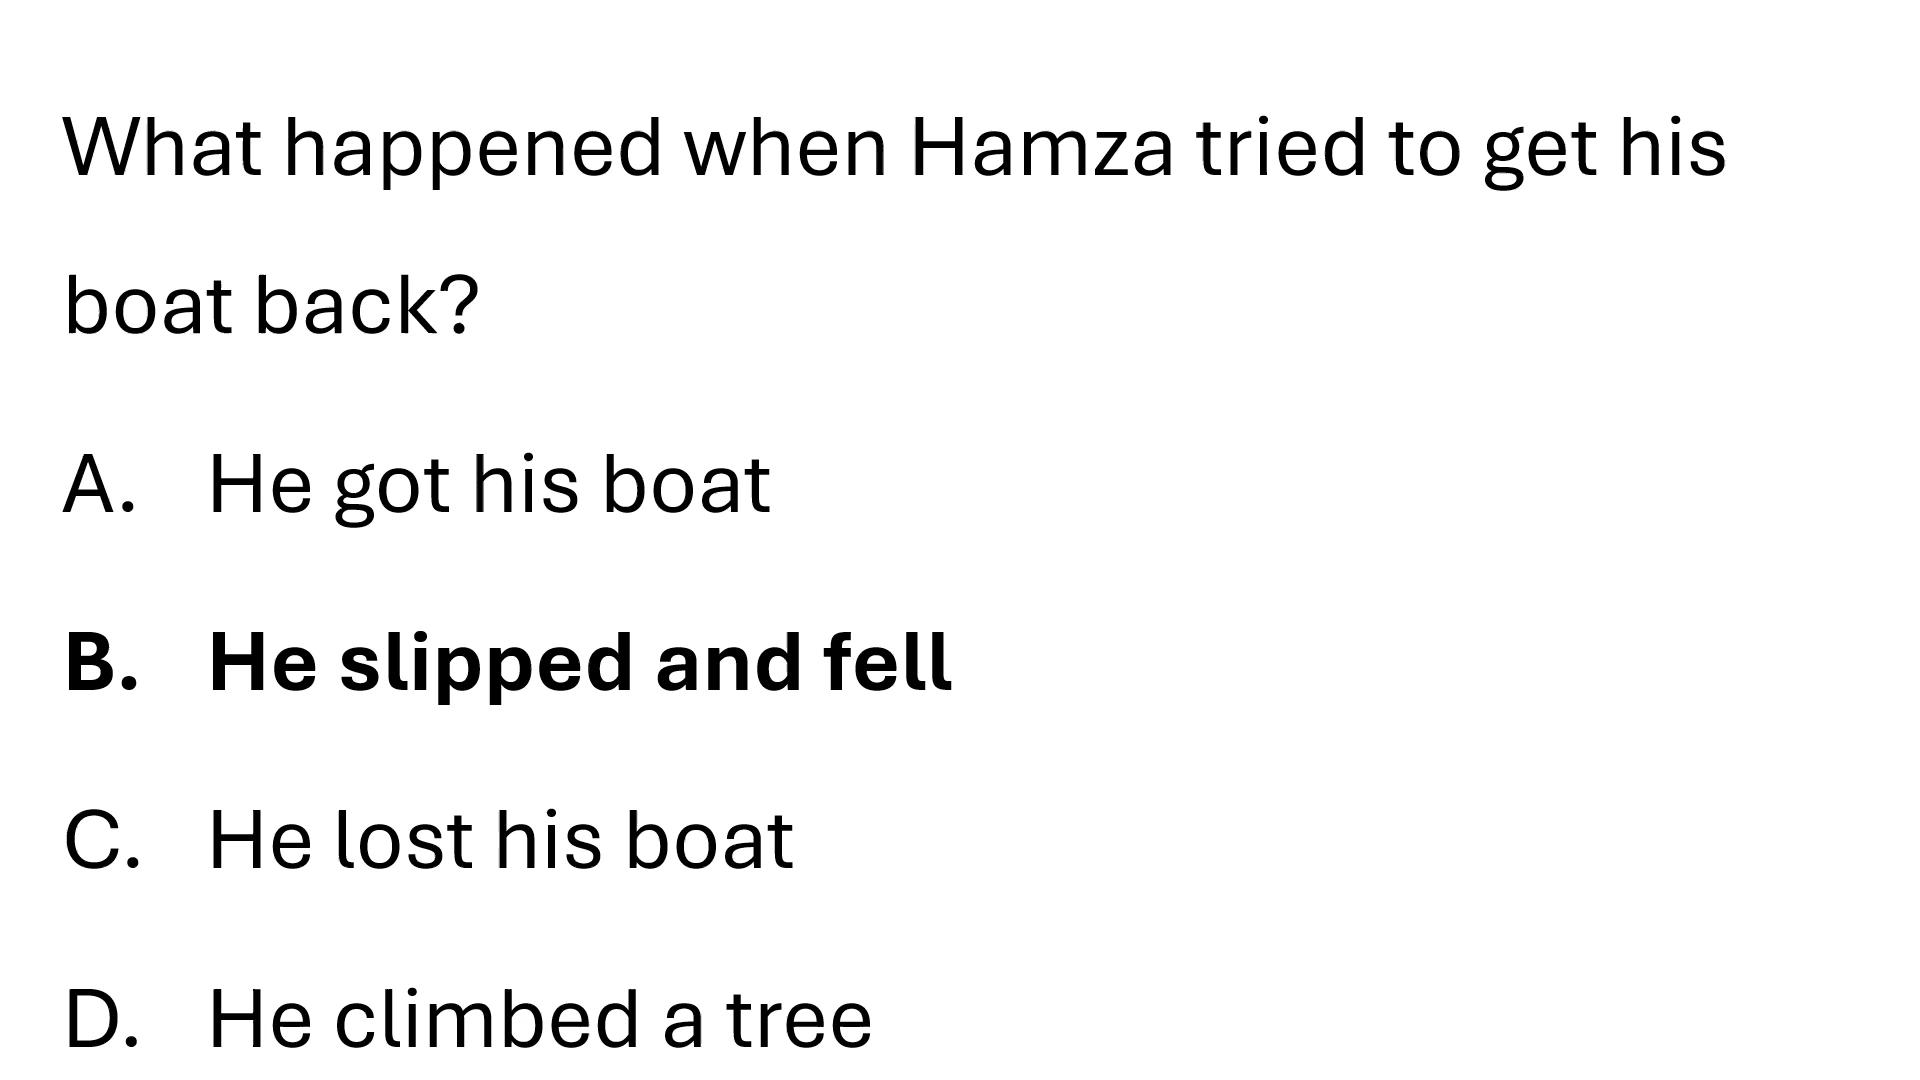 What happened when Hamza tried to get his
boat back?
A. He got his boat
B. He slipped and fell
C. He lost his boat
D. He climbed a tree